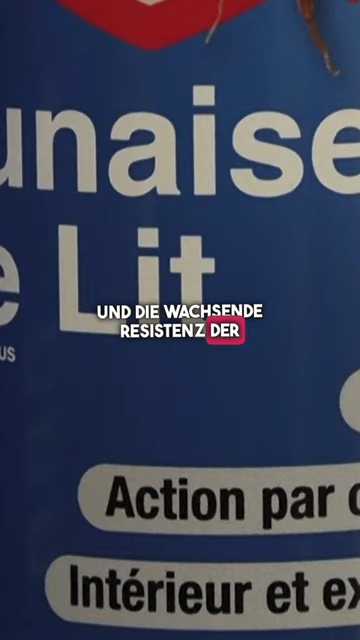 unaise
e Lit
UND DIE WACHSENDE
RESISTENZ DER
US
Action par c
Intérieur et ex